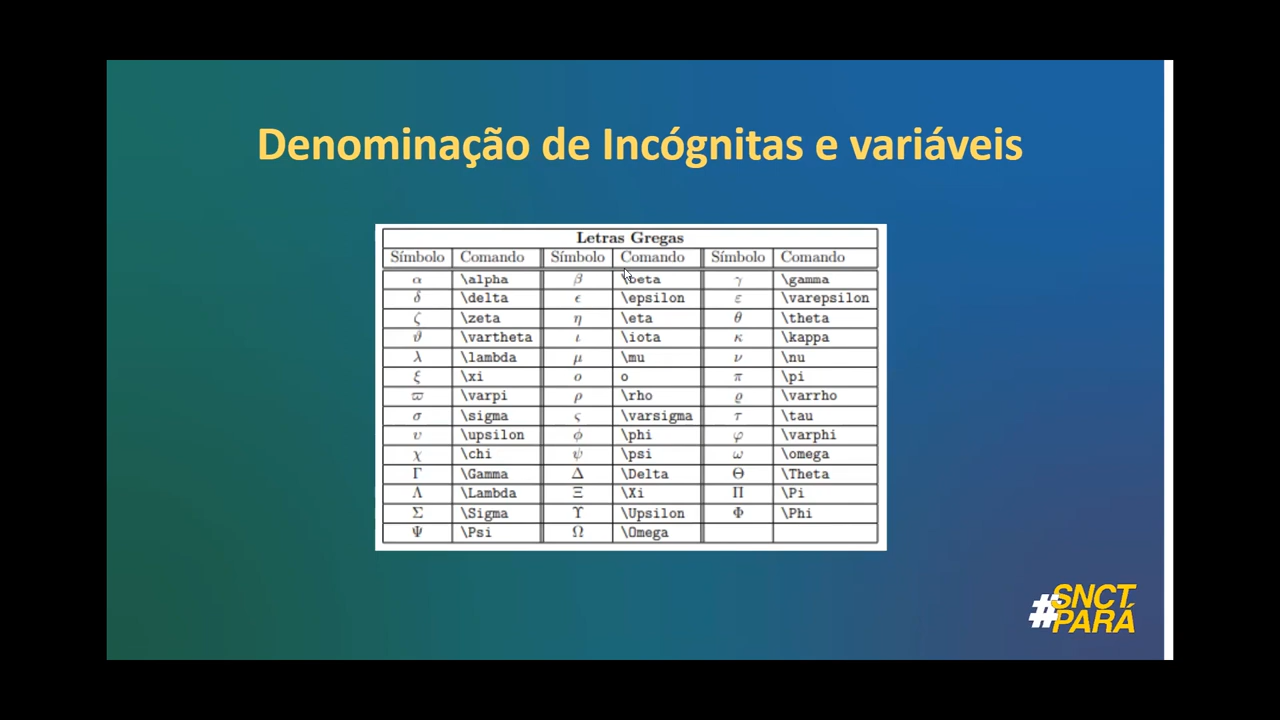 Denominação de Incógnitas e variáveis
Letras Gregas
Símbolo Comando Símbolo Comando Símbolo Comando
α \alpha β \beta γ \gamma
δ \delta ϵ \epsilon ε \varepsilon
ζ \zeta η \eta θ \theta
ϑ \vartheta ι \iota κ \kappa
λ \lambda μ \mu ν \nu
ξ \xi o o π \pi
ϖ \varpi ρ \rho ϱ \varrho
σ \sigma ς \varsigma τ \tau
υ \upsilon ϕ \phi φ \varphi
χ \chi ψ \psi ω \omega
Γ \Gamma Δ \Delta Θ \Theta
Λ \Lambda Ξ \Xi Π \Pi
Σ \Sigma ϒ \Upsilon Φ \Phi
Ψ \Psi Ω \Omega
#SNCT
PARÁ